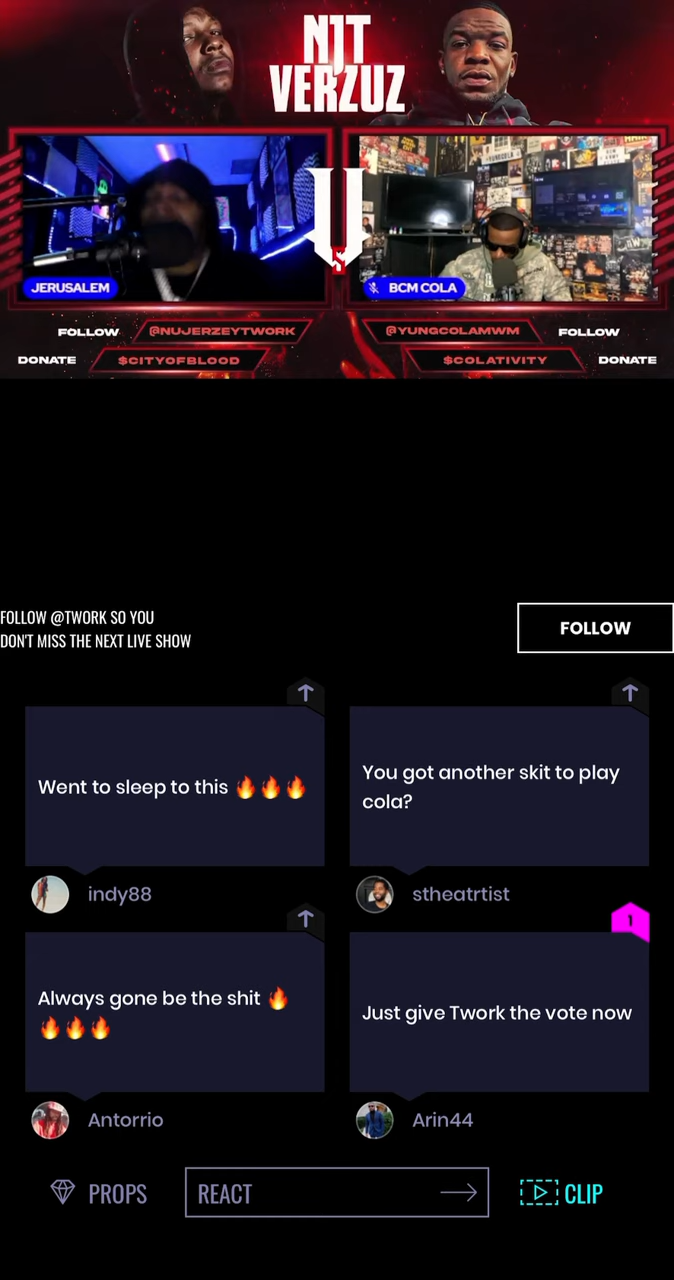 NJT
VERZUZ
JERUSALEM
BCM COLA
FOLLOW
@NUJERZEYTWORK
@YUNGCOLAMWM
FOLLOW
DONATE
$CITYOFBLOOD
$COLATIVITY
DONATE
FOLLOW @TWORK SO YOU
DON'T MISS THE NEXT LIVE SHOW
FOLLOW
Went to sleep to this 🔥🔥🔥
indy88
You got another skit to play
cola?
stheatrtist
Always gone be the shit 🔥
🔥🔥🔥
Antorrio
1
Just give Twork the vote now
Arin44
PROPS
REACT
CLIP